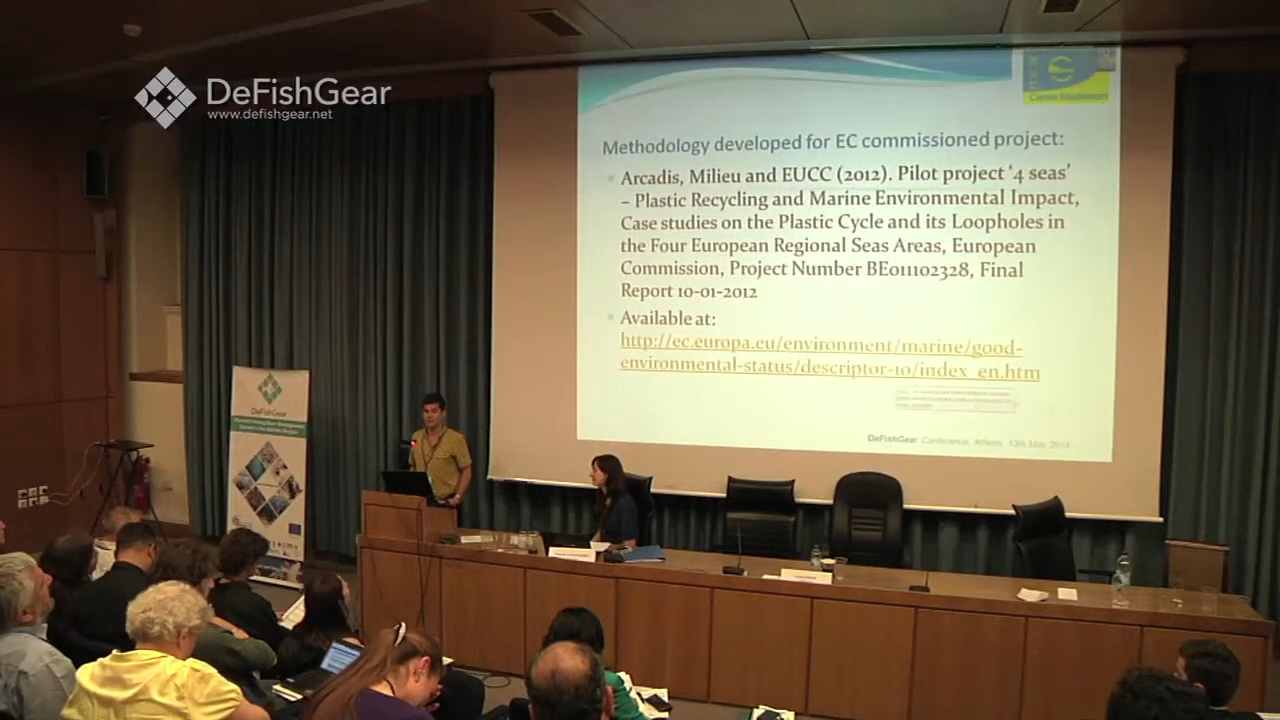 DeFishGear
www.defishgear.net
Methodology developed for EC commissioned project:
Arcadis, Milieu and EUCC (2012). Pilot project ‘4 seas’
– Plastic Recycling and Marine Environmental Impact,
Case studies on the Plastic Cycle and its Loopholes in
the Four European Regional Seas Areas, European
Commission, Project Number BE01102328, Final
Report 10-01-2012
Available at:
http://ec.europa.eu/environment/marine/good-
environmental-status/descriptor-10/index_en.htm
DeFishGear Conference, Athens, 13th May 2014
DeFishGear